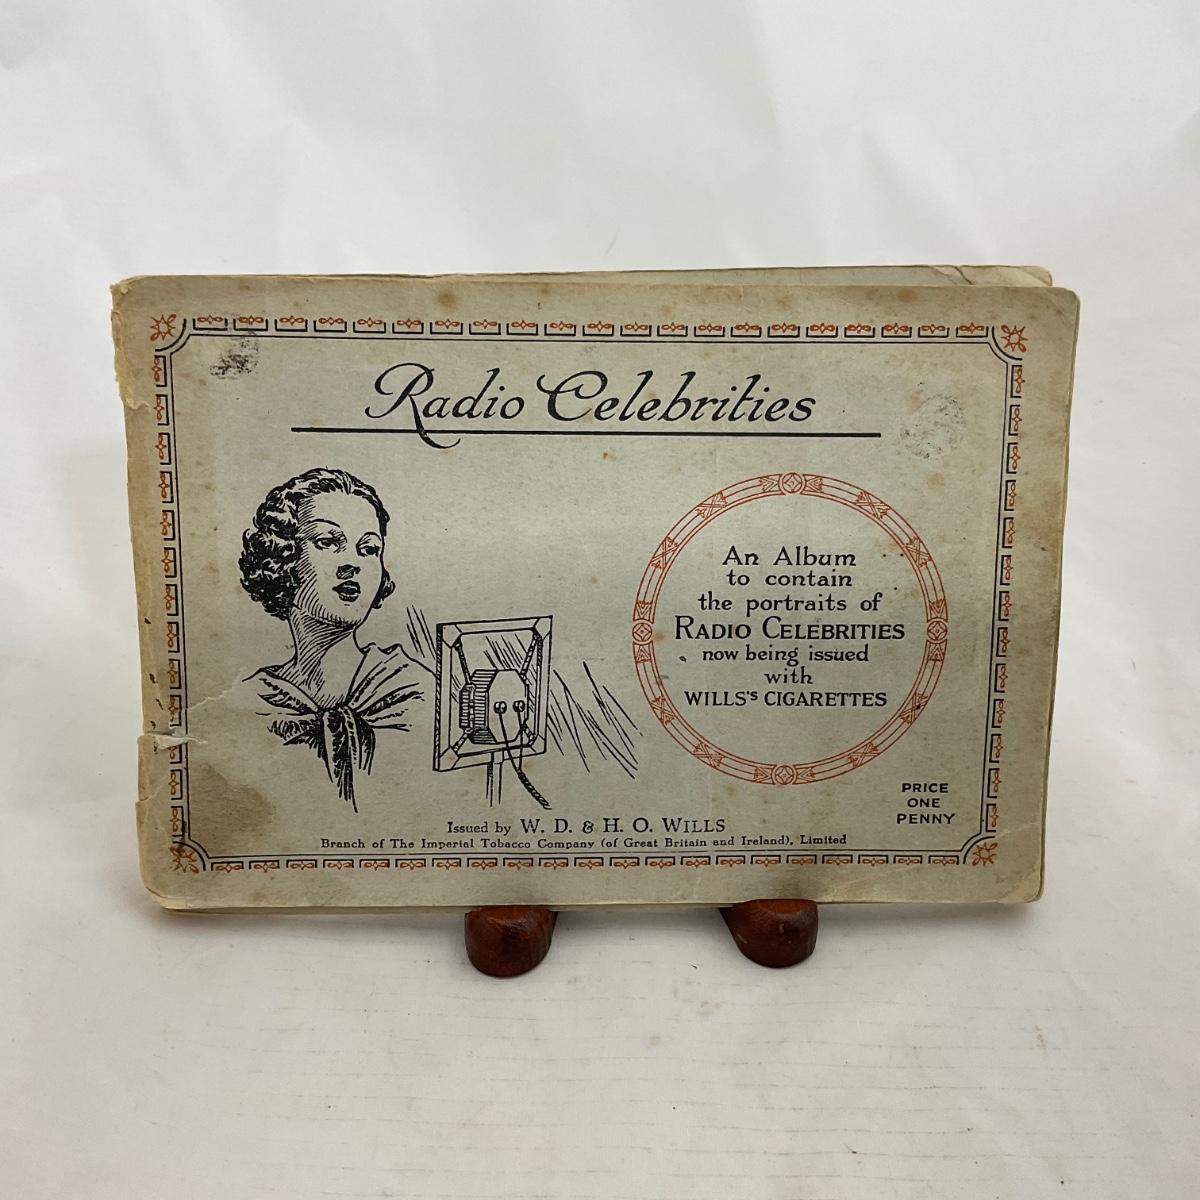 Radio Celebrities
An Album
to contain
the portraits of
RADIO CELEBRITIES
now being issued
with
WILLS'S CIGARETTES
PRICE
ONE
PENNY
Issued by W. D. & H. O. WILLS
Branch of The Imperial Tobacco Company (of Great Britain and Ireland), Limited